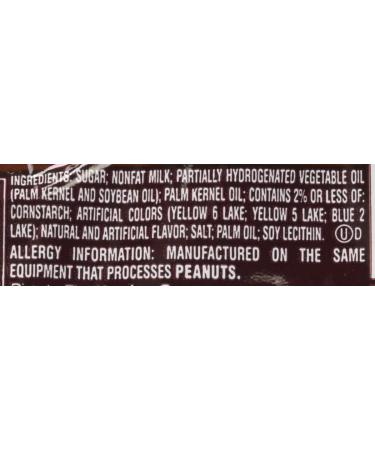 INGREDIENTS: SUGAR; NONFAT MILK; PARTIALLY HYDROGENATED VEGETABLE OIL
(PALM KERNEL AND SOYBEAN OIL); PALM KERNEL OIL; CONTAINS 2% OR LESS OF:
CORNSTARCH; ARTIFICIAL COLORS (YELLOW 6 LAKE; YELLOW 5 LAKE; BLUE 2
LAKE); NATURAL AND ARTIFICIAL FLAVOR; SALT; PALM OIL; SOY LECITHIN. Ⓤ D
ALLERGY INFORMATION: MANUFACTURED ON THE SAME
EQUIPMENT THAT PROCESSES PEANUTS.